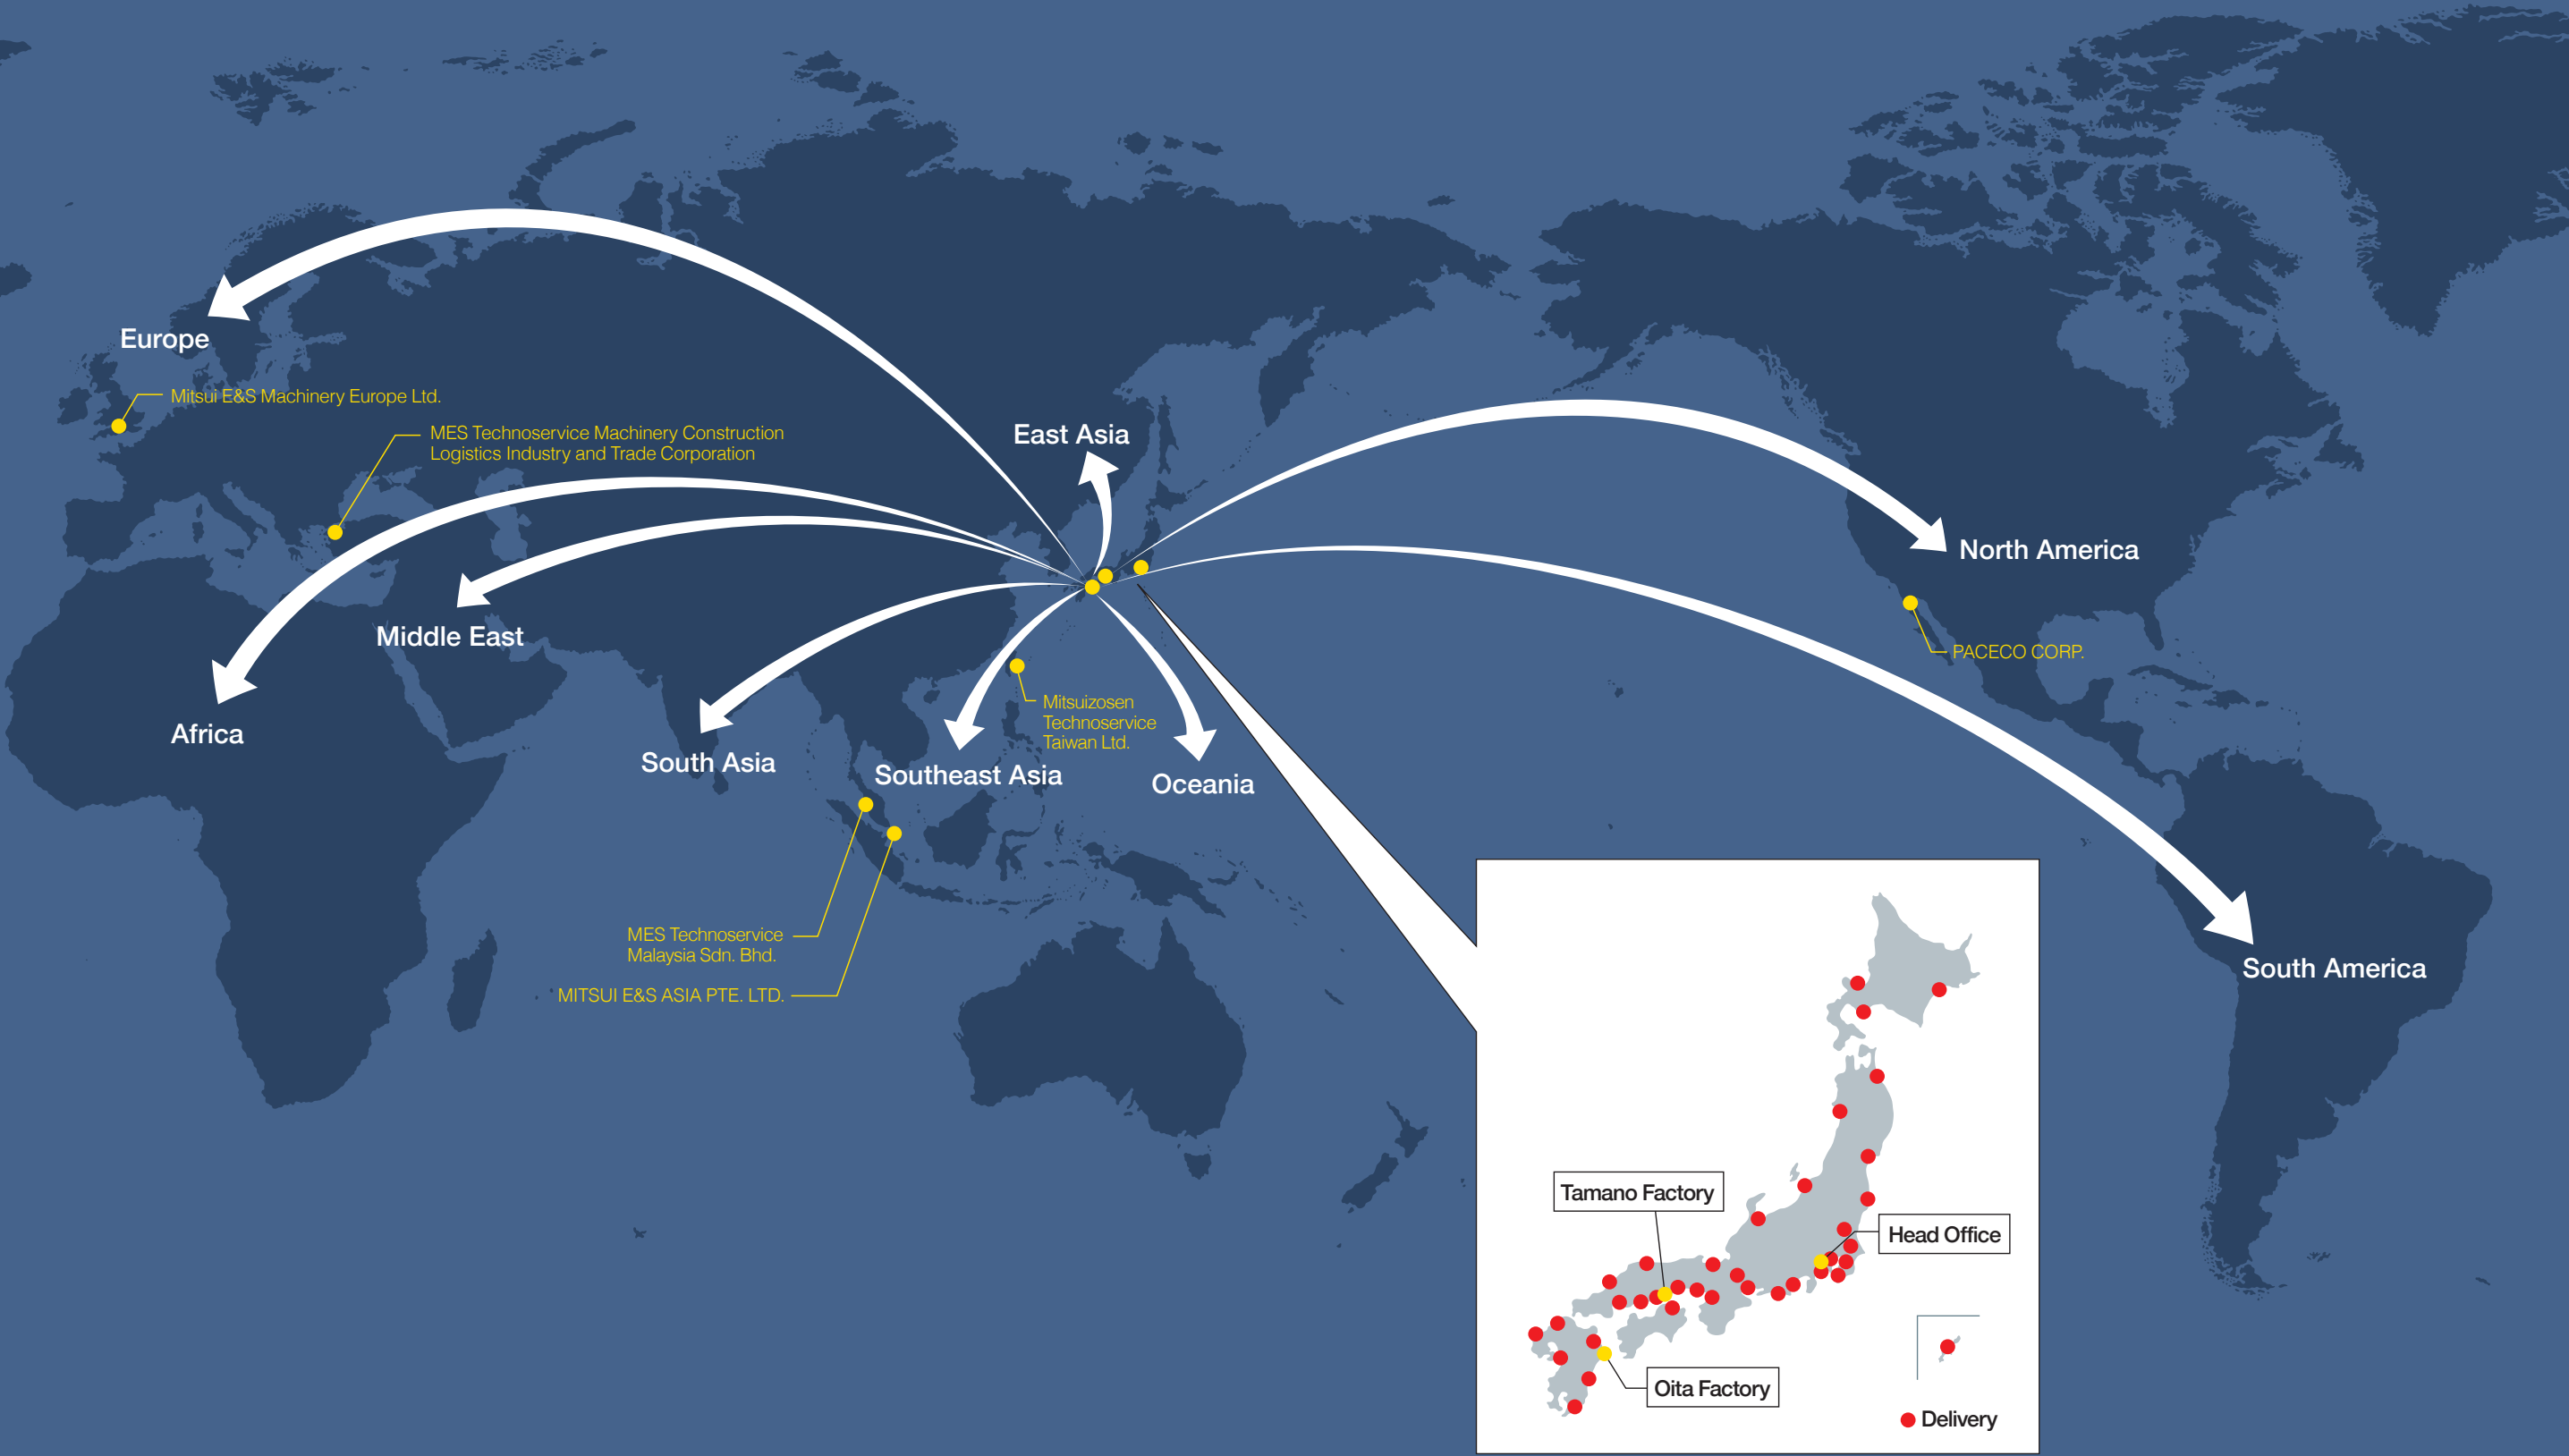 Europe
Mitsui E&S Machinery Europe Ltd.
MES Technoservice Machinery Construction
Logistics Industry and Trade Corporation
East Asia
North America
Middle East
PACECO CORP.
Mitsuizosen
Technoservice
Taiwan Ltd.
Africa
South Asia
Southeast Asia
Oceania
MES Technoservice
Malaysia Sdn. Bhd.
MITSUI E&S ASIA PTE. LTD.
South America
Tamano Factory
Head Office
Oita Factory
Delivery